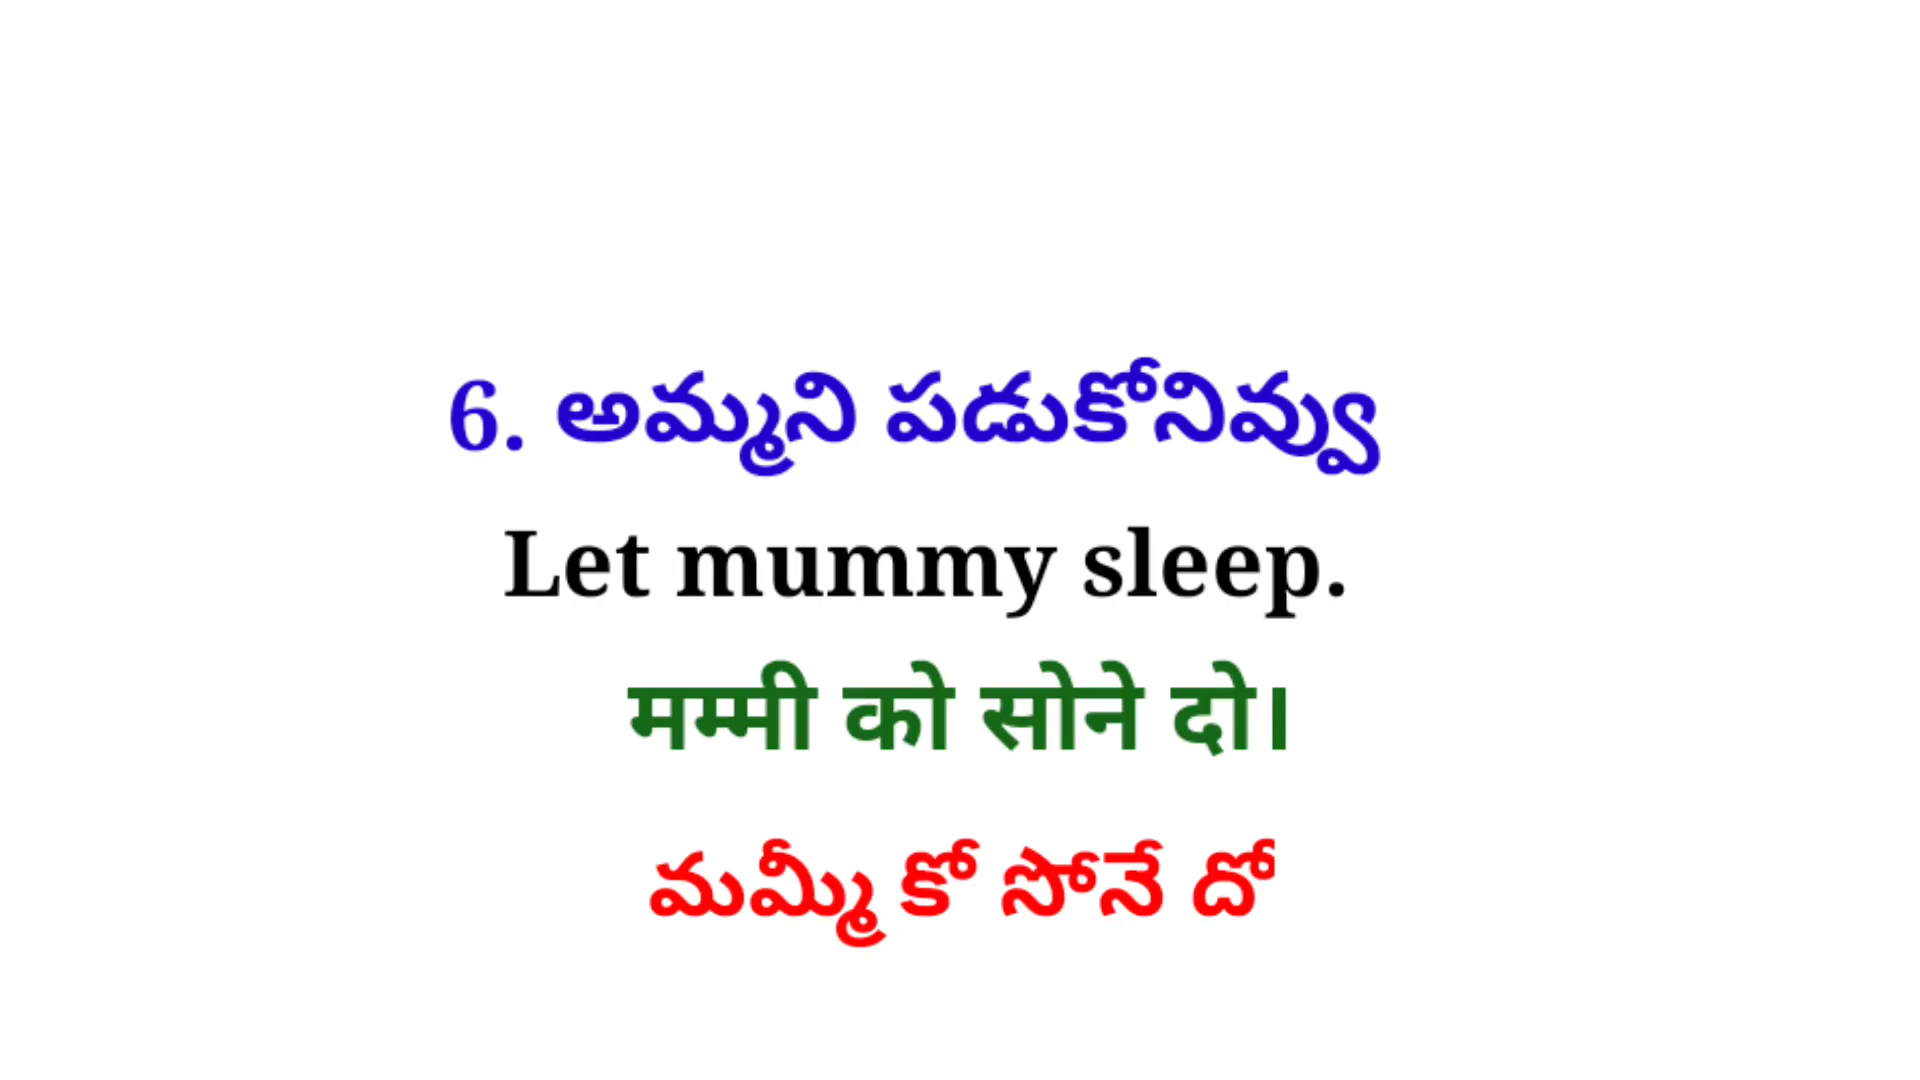 6. అమ్మని పడుకోనివ్వు
Let mummy sleep.
मम्मी को सोने दो।
మమ్మీ కో సోనే దో